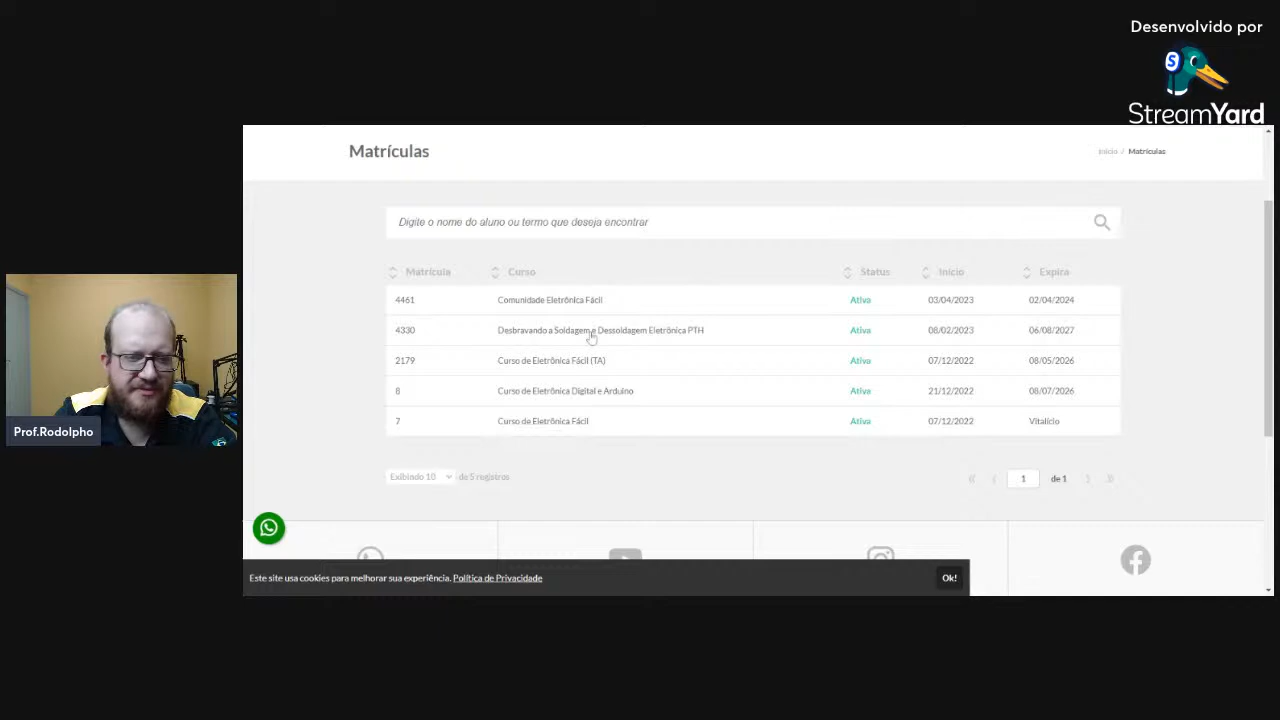 Desenvolvido por
StreamYard
Matrículas
Início / Matrículas
Digite o nome do aluno ou termo que deseja encontrar
Matrícula Curso Status Início Expira
4461 Comunidade Eletrônica Fácil Ativa 03/04/2023 02/04/2024
4330 Desbravando a Soldagem e Dessoldagem Eletrônica PTH Ativa 08/02/2023 06/08/2027
2179 Curso de Eletrônica Fácil (TA) Ativa 07/12/2022 08/05/2026
8 Curso de Eletrônica Digital e Arduino Ativa 21/12/2022 08/07/2026
7 Curso de Eletrônica Fácil Ativa 07/12/2022 Vitalício
Prof.Rodolpho
Exibindo 10 de 5 registros
1 de 1
Este site usa cookies para melhorar sua experiência. Política de Privacidade Ok!